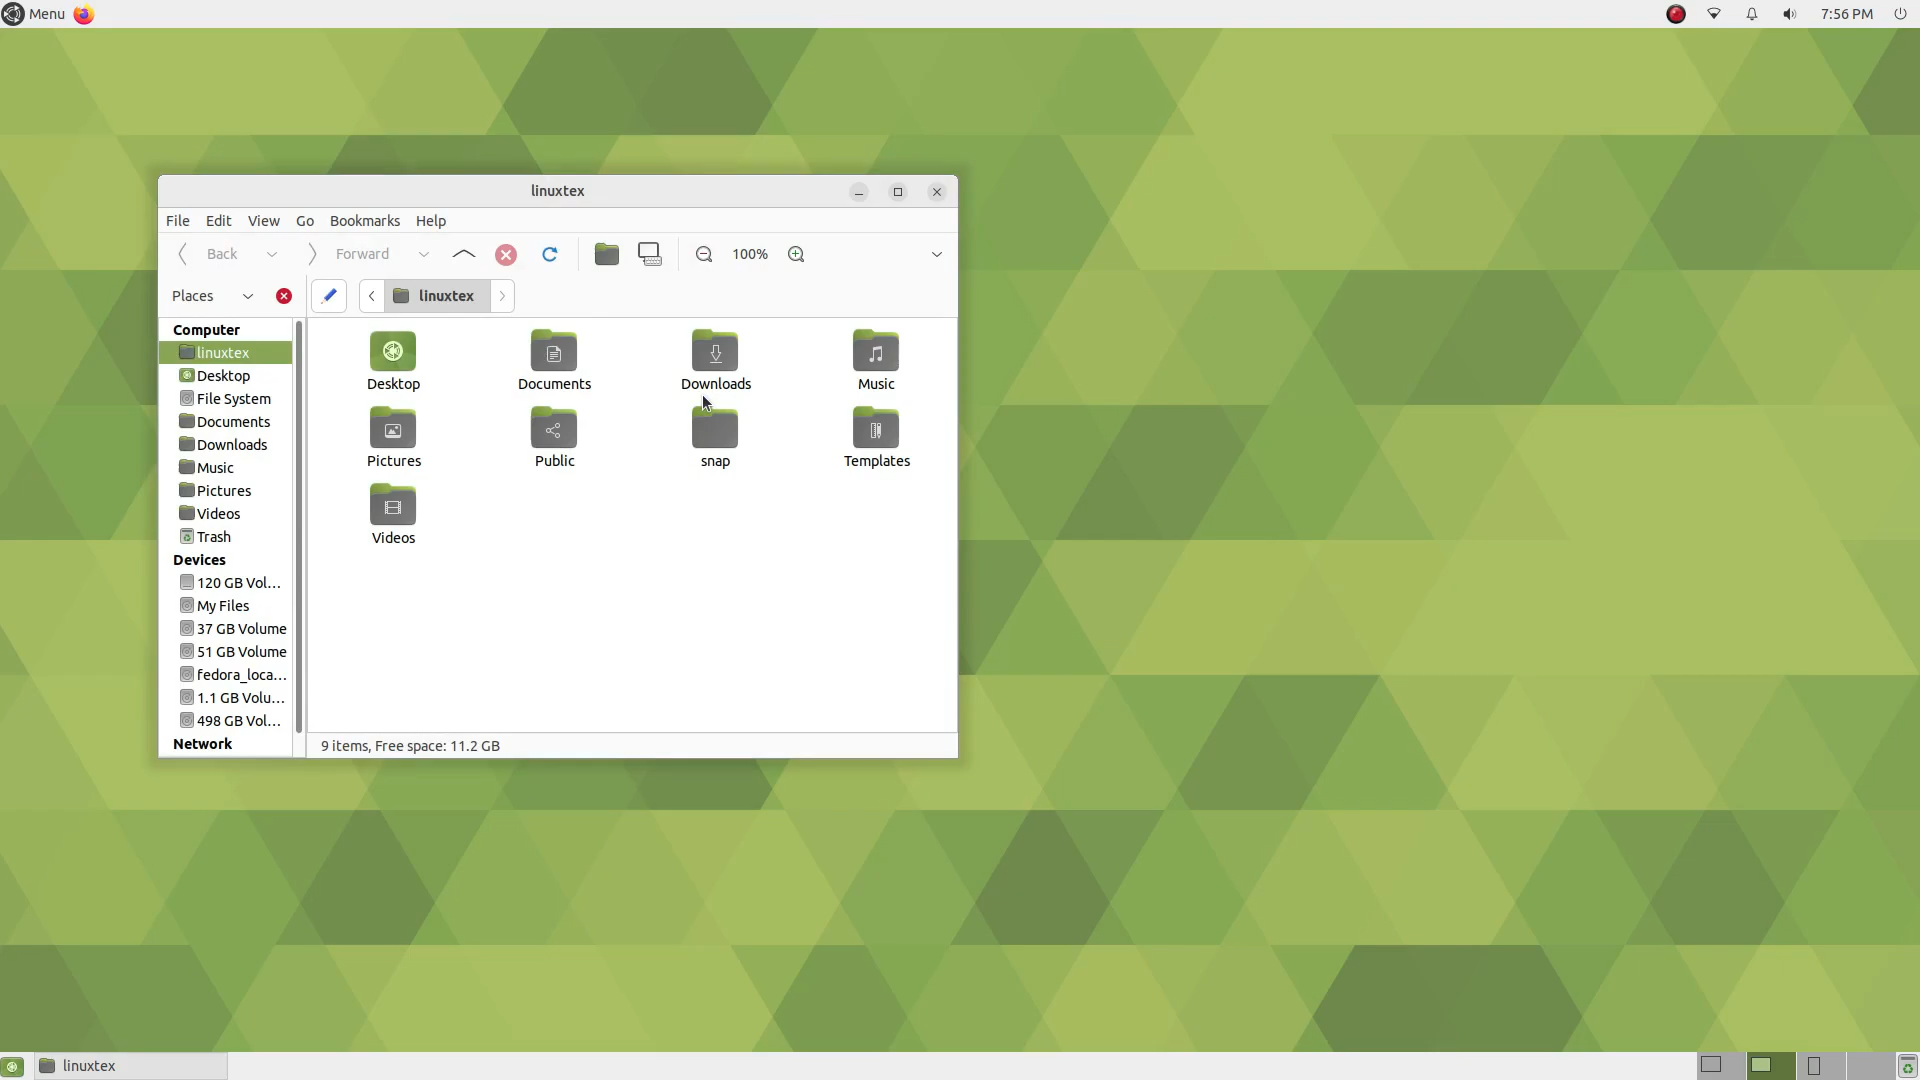 Menu
7:56 PM
linuxtex
File Edit View Go Bookmarks Help
Back Forward 100%
Places linuxtex
Computer
linuxtex
Desktop
File System
Documents
Downloads
Music
Pictures
Videos
Trash
Devices
120 GB Vol...
My Files
37 GB Volume
51 GB Volume
fedora_loca...
1.1 GB Volu...
498 GB Vol...
Network
Desktop Documents Downloads Music
Pictures Public snap Templates
Videos
9 items, Free space: 11.2 GB
linuxtex